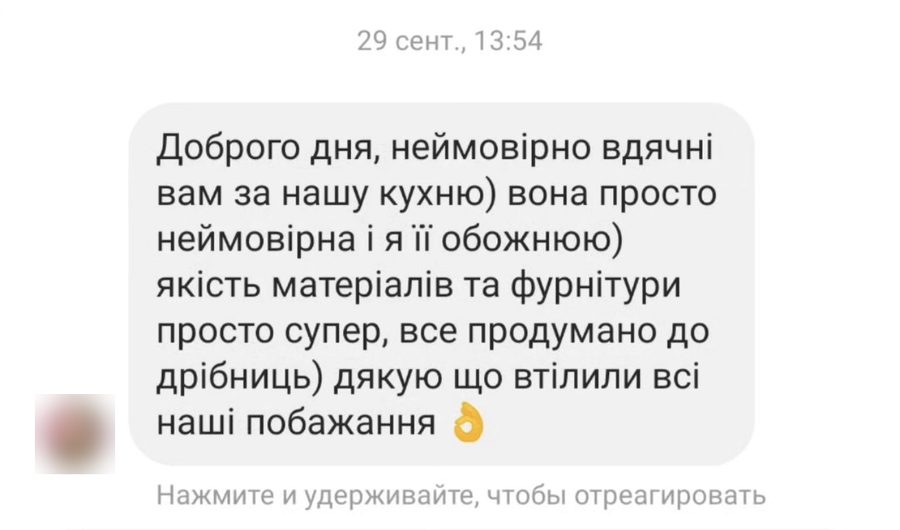 29 сент., 13:54
Доброго дня, неймовірно вдячні
вам за нашу кухню) вона просто
неймовірна і я її обожнюю)
якість матеріалів та фурнітури
просто супер, все продумано до
дрібниць) дякую що втілили всі
наші побажання 👌
Нажмите и удерживайте, чтобы отреагировать